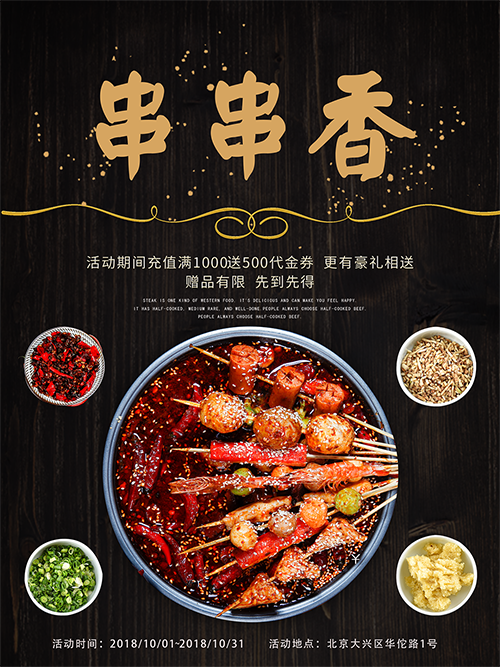 串串香
活动期间充值满1000送500代金券 更有豪礼相送
赠品有限 先到先得
STEAK IS ONE KIND OF WESTERN FOOD. IT'S DELICIOUS AND CAN MAKE YOU FEEL HAPPY.
IT HAS HALF-COOKED, MEDIUM RARE, AND WELL-DONE.PEOPLE ALWAYS CHOOSE HALF-COOKED BEEF.
PEOPLE ALWAYS CHOOSE HALF-COOKED BEEF.
活动时间：2018/10/01~2018/10/31 活动地点：北京大兴区华佗路1号